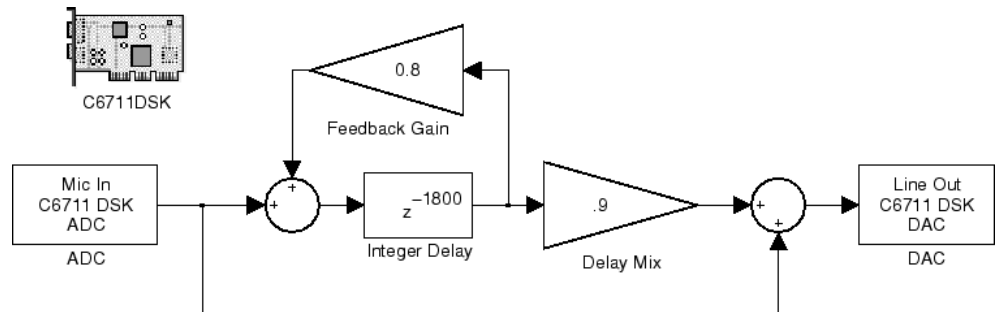 C6711DSK
0.8
Feedback Gain
Mic In
C6711 DSK
ADC
ADC
+
+
z^-1800
Integer Delay
.9
Delay Mix
+
+
Line Out
C6711 DSK
DAC
DAC